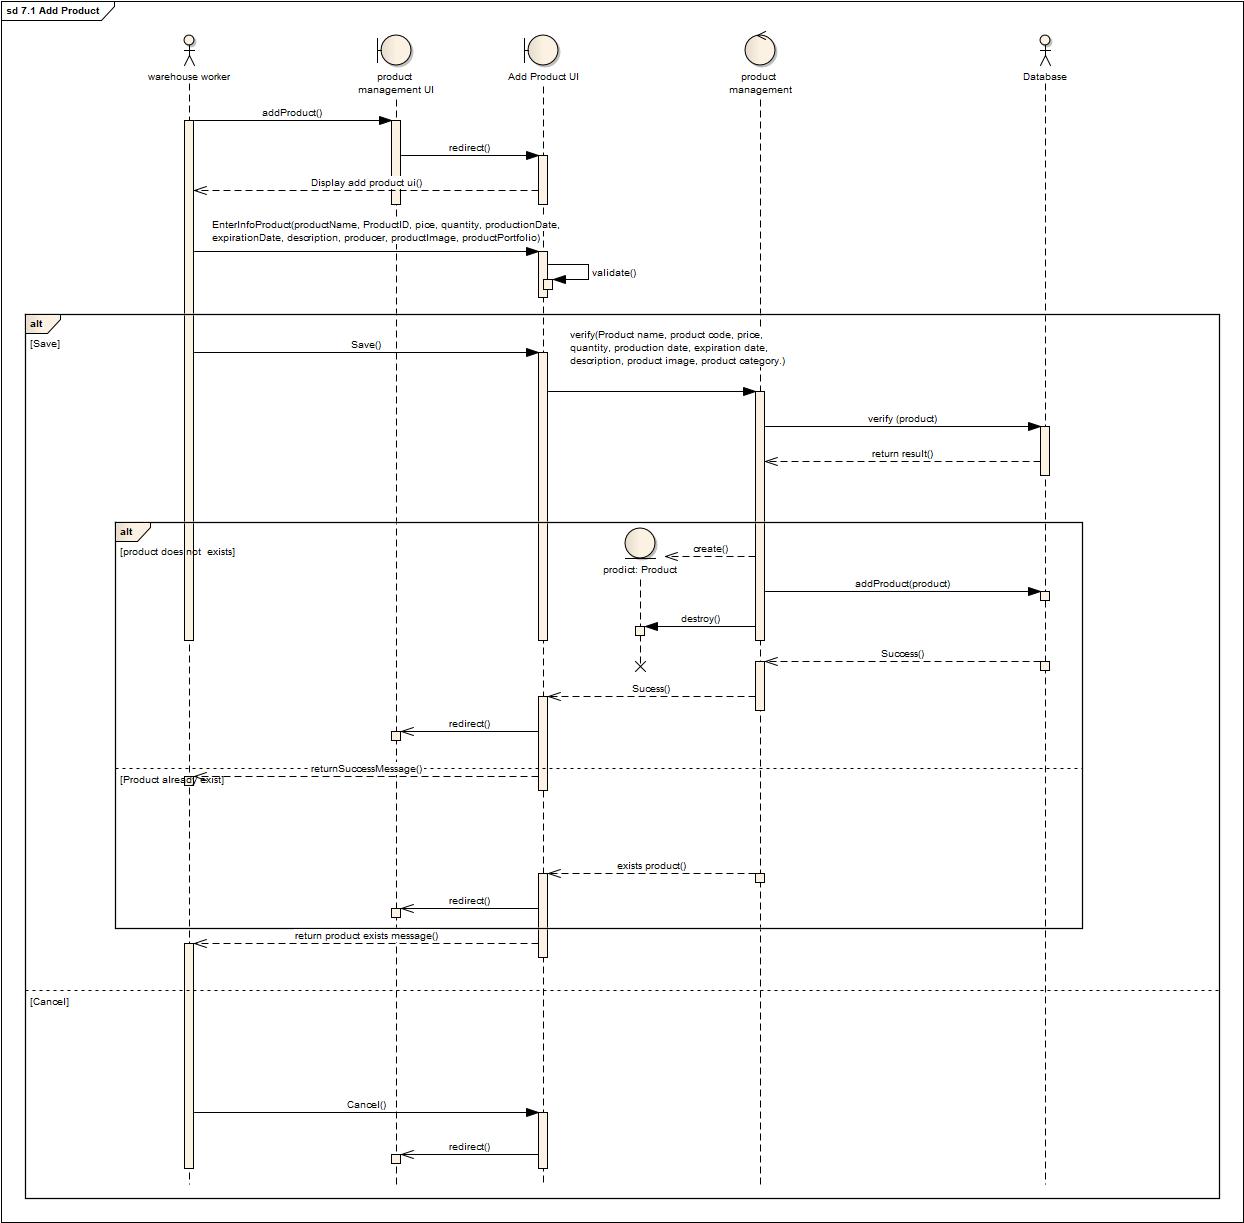 sd 7.1 Add Product
warehouse worker
product
management UI
Add Product UI
product
management
Database
addProduct()
redirect()
Display add product ui()
EnterInfoProduct(productName, ProductID, pice, quantity, productionDate,
expirationDate, description, producer, productImage, productPortfolio)
validate()
alt
[Save]
Save()
verify(Product name, product code, price,
quantity, production date, expiration date,
description, product image, product category.)
verify (product)
return result()
alt
[product does not  exists]
create()
prodict: Product
addProduct(product)
destroy()
Success()
Sucess()
redirect()
returnSuccessMessage()
[Product already exist]
exists product()
redirect()
return product exists message()
[Cancel]
Cancel()
redirect()